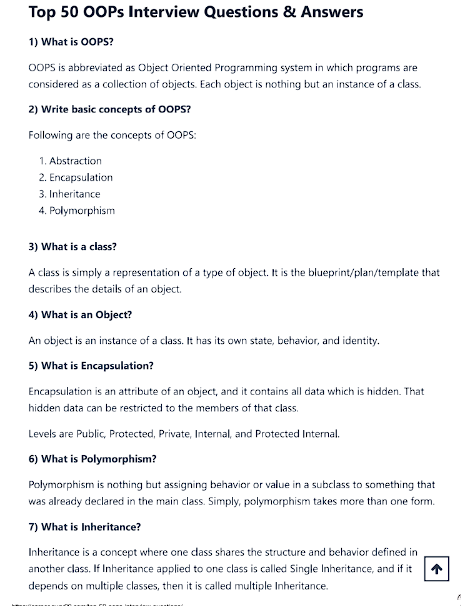 Top 50 OOPs Interview Questions & Answers
1) What is OOPS?
OOPS is abbreviated as Object Oriented Programming system in which programs are
considered as a collection of objects. Each object is nothing but an instance of a class.
2) Write basic concepts of OOPS?
Following are the concepts of OOPS:
1. Abstraction
2. Encapsulation
3. Inheritance
4. Polymorphism
3) What is a class?
A class is simply a representation of a type of object. It is the blueprint/plan/template that
describes the details of an object.
4) What is an Object?
An object is an instance of a class. It has its own state, behavior, and identity.
5) What is Encapsulation?
Encapsulation is an attribute of an object, and it contains all data which is hidden. That
hidden data can be restricted to the members of that class.
Levels are Public, Protected, Private, Internal, and Protected Internal.
6) What is Polymorphism?
Polymorphism is nothing but assigning behavior or value in a subclass to something that
was already declared in the main class. Simply, polymorphism takes more than one form.
7) What is Inheritance?
Inheritance is a concept where one class shares the structure and behavior defined in
another class. If Inheritance applied to one class is called Single Inheritance, and if it
depends on multiple classes, then it is called multiple Inheritance.